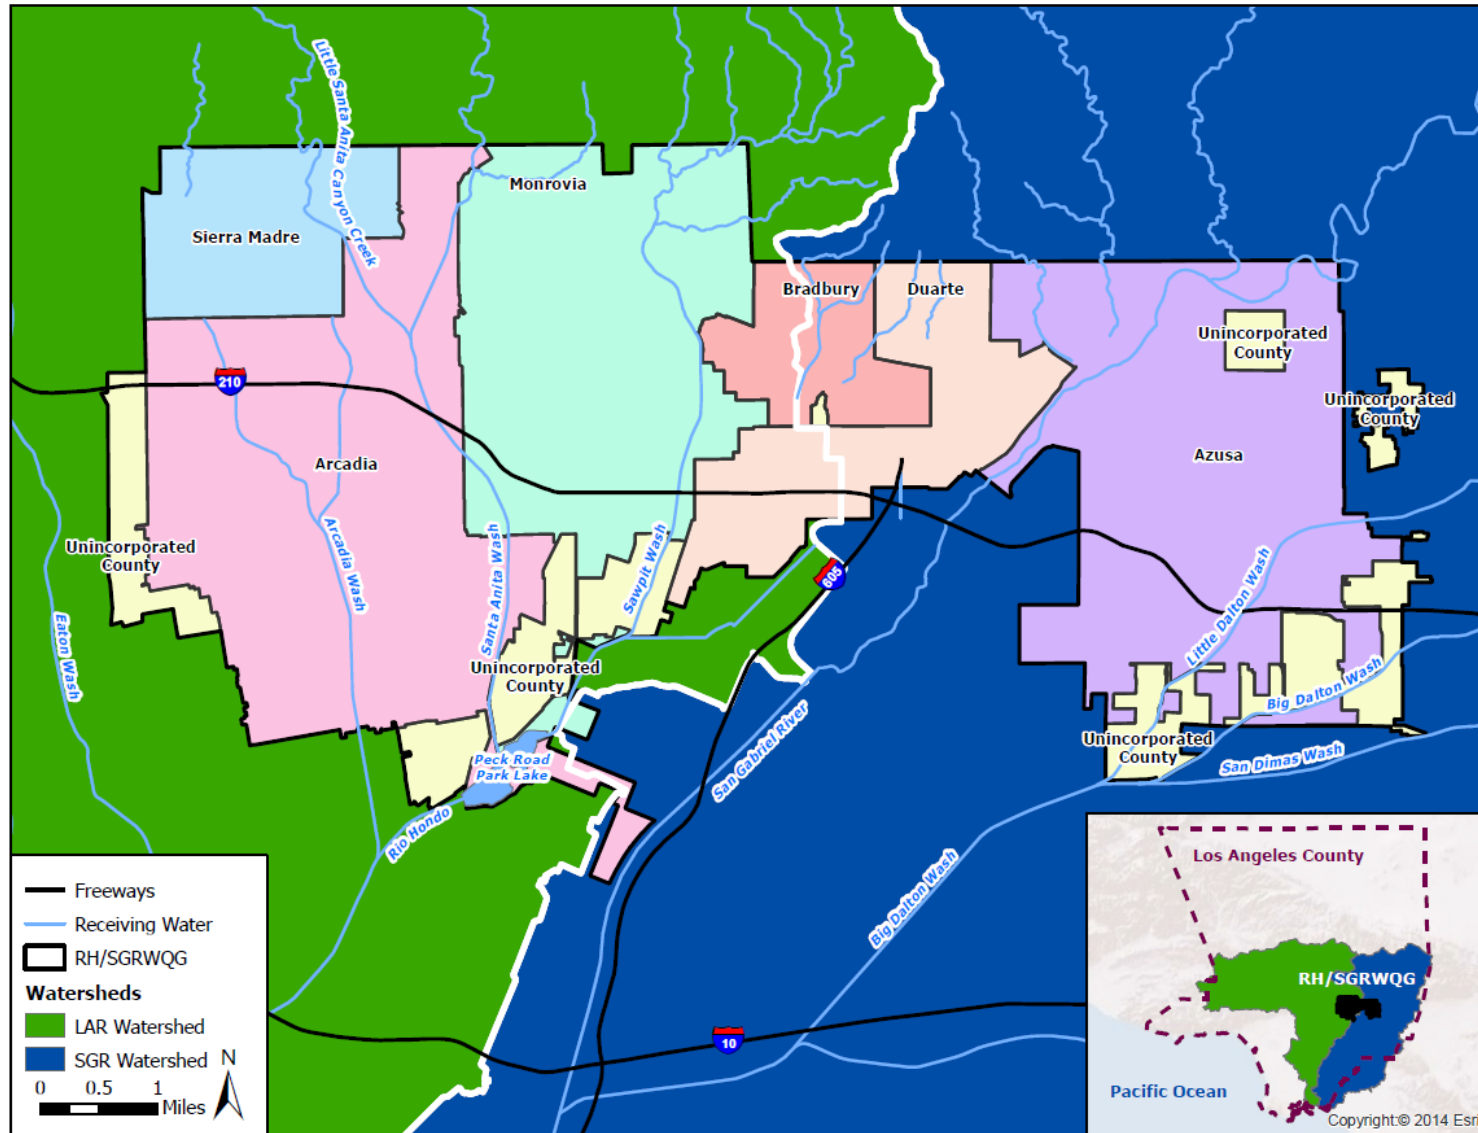 Little Santa Anita Canyon Creek
Monrovia
Sierra Madre
Bradbury
Duarte
Unincorporated
County
210
Unincorporated
County
Arcadia
Azusa
Unincorporated
County
Arcadia Wash
Santa Anita Wash
Sawpit Wash
605
Eaton Wash
Little Dalton Wash
Unincorporated
County
Big Dalton Wash
San Gabriel River
Unincorporated
County
San Dimas Wash
Peck Road
Park Lake
Rio Hondo
Big Dalton Wash
10
Freeways
Receiving Water
RH/SGRWQG
Watersheds
LAR Watershed
SGR Watershed
N
0 0.5 1
Miles
Los Angeles County
RH/SGRWQG
Pacific Ocean
Copyright:© 2014 Esri